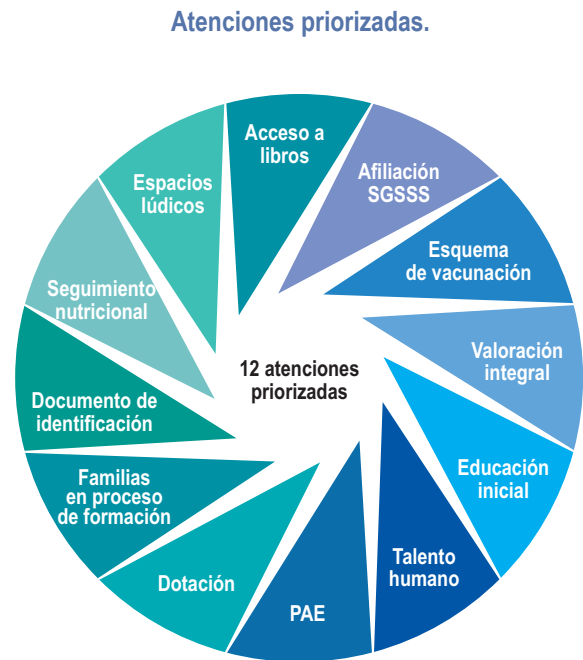 Atenciones priorizadas.
Acceso a
libros
Afiliación
SGSSS
Esquema
de vacunación
Valoración
integral
Educación
inicial
Talento
humano
PAE
Dotación
Familias
en proceso
de formación
Documento de
identificación
Seguimiento
nutricional
Espacios
lúdicos
12 atenciones
priorizadas